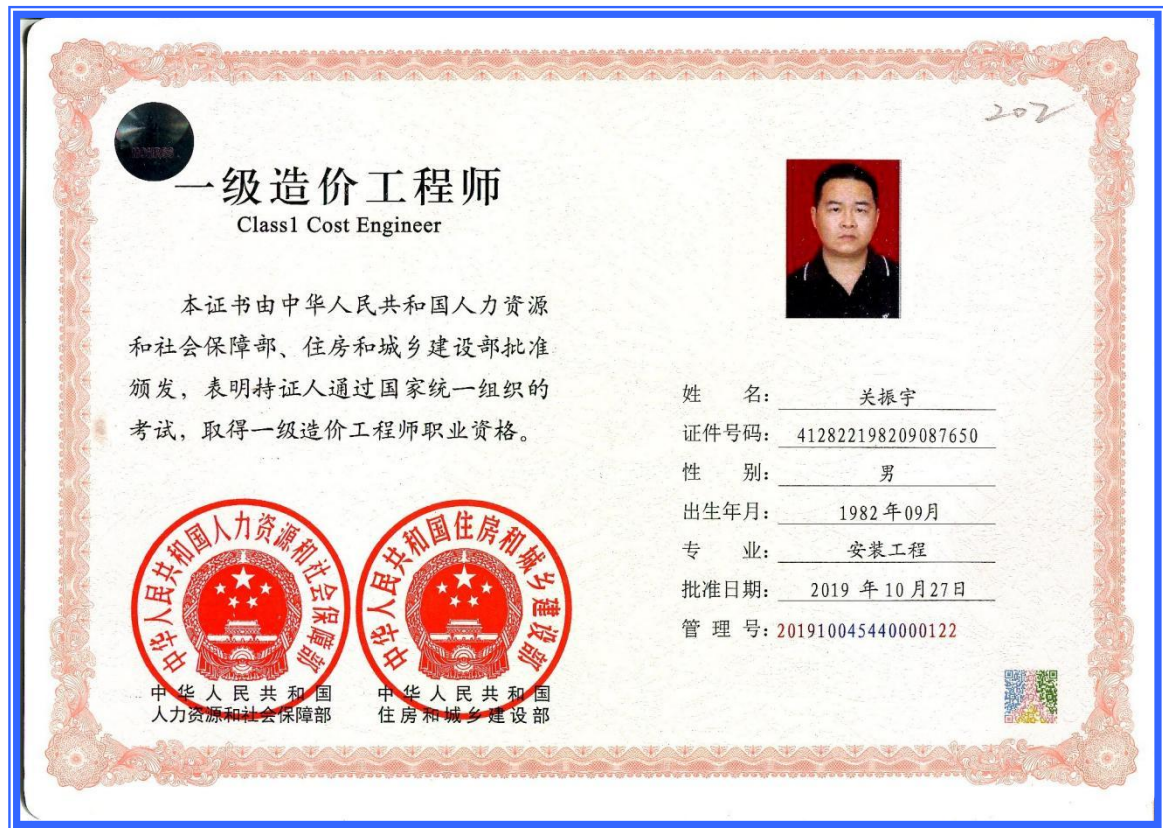 202
一级造价工程师
Class1 Cost Engineer
本证书由中华人民共和国人力资源
和社会保障部、住房和城乡建设部批准
颁发，表明持证人通过国家统一组织的
考试，取得一级造价工程师职业资格。
中华人民共和国人力资源和社会保障部
中华人民共和国住房和城乡建设部
中华人民共和国
人力资源和社会保障部
中华人民共和国
住房和城乡建设部
姓 名：关振宇
证件号码：412822198209087650
性 别：男
出生年月：1982年09月
专 业：安装工程
批准日期：2019 年 10 月27日
管 理 号：201910045440000122